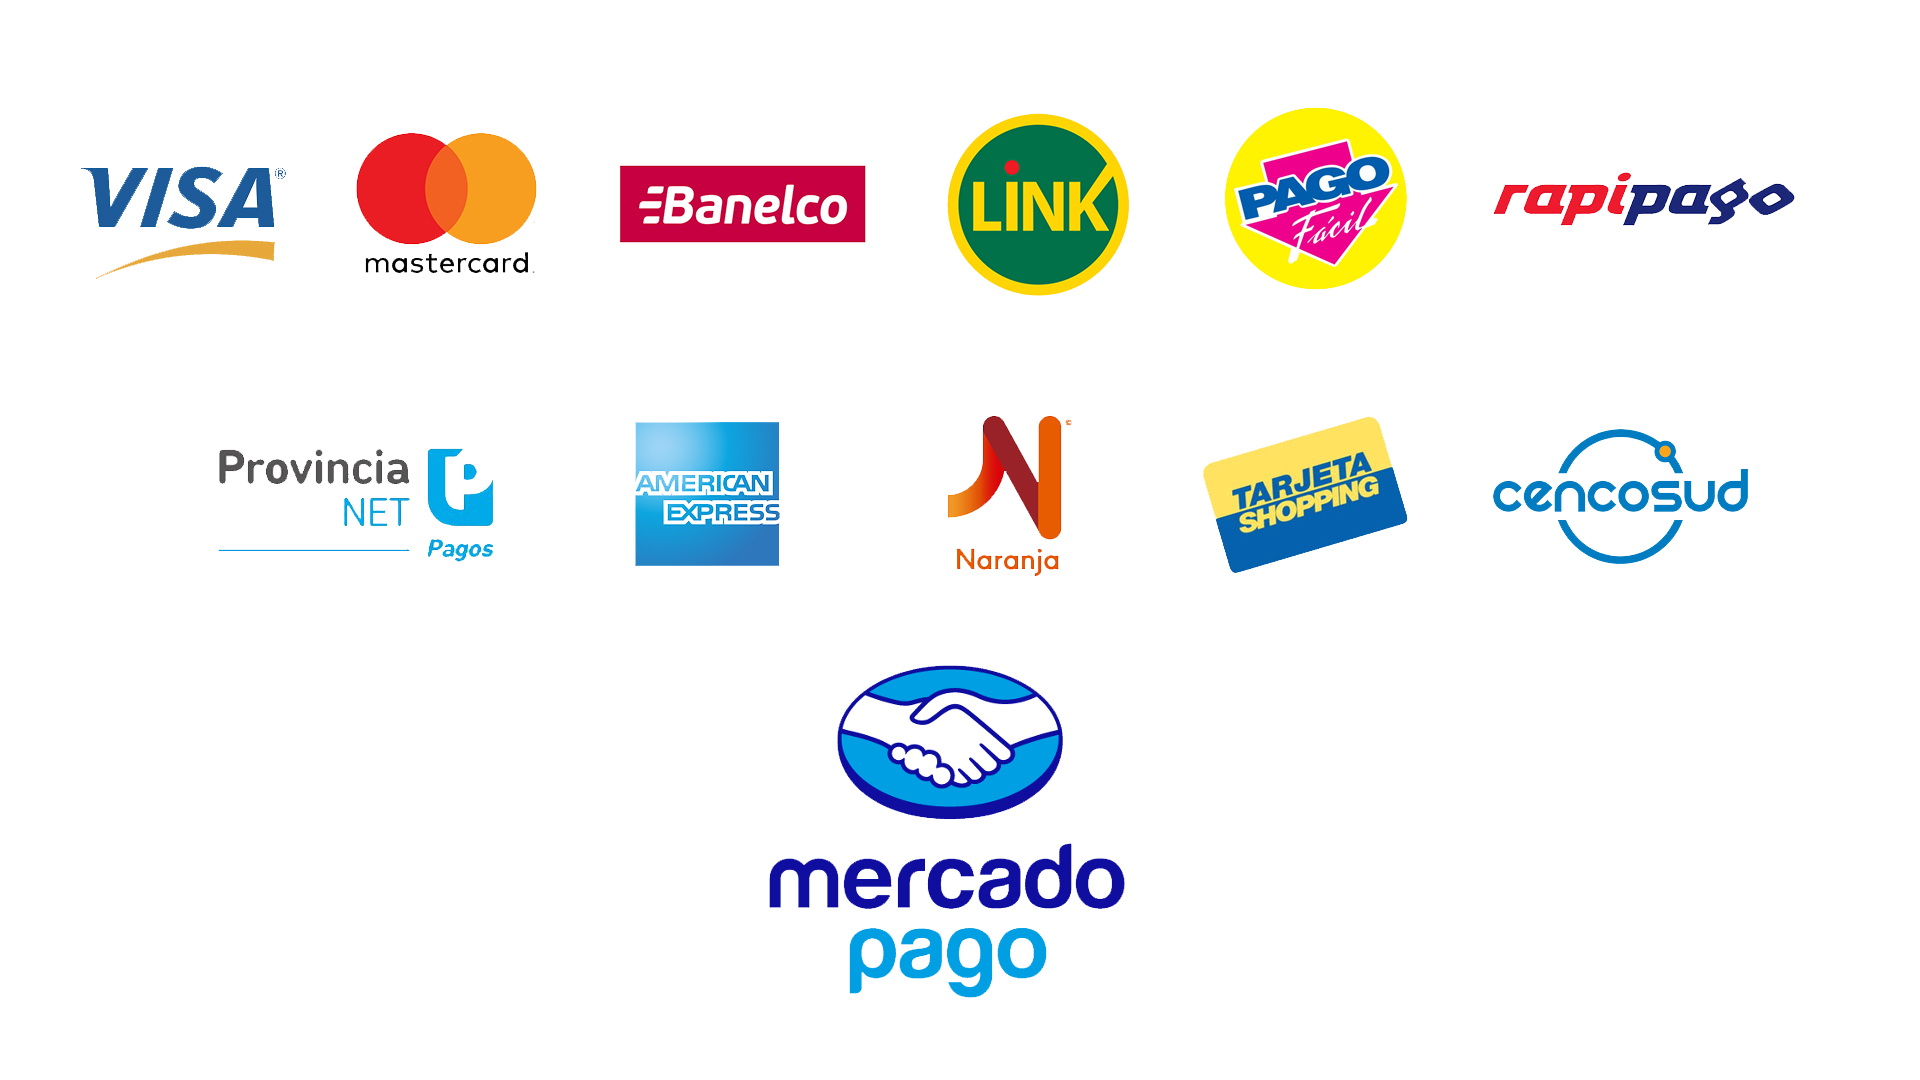 VISA®
mastercard
Banelco
LINK
PAGO
Fácil
rapipago
Provincia
NET
Pagos
AMERICAN
EXPRESS
N©
Naranja
TARJETA
SHOPPING
cencosud
mercado
pago